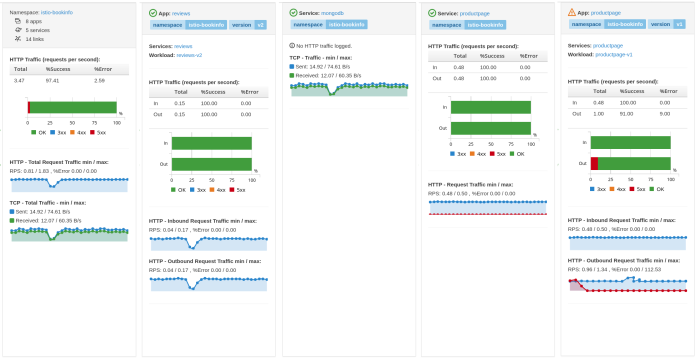 Namespace: istio-bookinfo
8 apps
5 services
14 links
HTTP Traffic (requests per second):
Total %Success %Error
3.47 97.41 2.59
0 25 50 75 100
%
OK 3xx 4xx 5xx
HTTP - Total Request Traffic min / max:
RPS: 0.81 / 1.83 , %Error 0.00 / 0.00
TCP - Total Traffic - min / max:
Sent: 14.92 / 74.61 B/s
Received: 12.07 / 60.35 B/s
App: reviews
namespace istio-bookinfo version v2
Services: reviews
Workload: reviews-v2
HTTP Traffic (requests per second):
Total %Success %Error
In 0.15 100.00 0.00
Out 0.15 100.00 0.00
In
Out
0 25 50 75 100
%
OK 3xx 4xx 5xx
HTTP - Inbound Request Traffic min / max:
RPS: 0.04 / 0.17 , %Error 0.00 / 0.00
HTTP - Outbound Request Traffic min / max:
RPS: 0.04 / 0.17 , %Error 0.00 / 0.00
Service: mongodb
namespace istio-bookinfo
No HTTP traffic logged.
TCP - Traffic - min / max:
Sent: 14.92 / 74.61 B/s
Received: 12.07 / 60.35 B/s
Service: productpage
namespace istio-bookinfo
HTTP Traffic (requests per second):
Total %Success %Error
In 0.48 100.00 0.00
Out 0.48 100.00 0.00
In
Out
0 25 50 75 100
%
3xx 4xx 5xx OK
HTTP - Request Traffic min / max:
RPS: 0.48 / 0.50 , %Error 0.00 / 0.00
App: productpage
namespace istio-bookinfo version v1
Services: productpage
Workload: productpage-v1
HTTP Traffic (requests per second):
Total %Success %Error
In 0.48 100.00 0.00
Out 1.00 91.00 9.00
In
Out
0 25 50 75 100
%
3xx 4xx 5xx OK
HTTP - Inbound Request Traffic min / max:
RPS: 0.48 / 0.50 , %Error 0.00 / 0.00
HTTP - Outbound Request Traffic min / max:
RPS: 0.96 / 1.34 , %Error 0.00 / 112.53